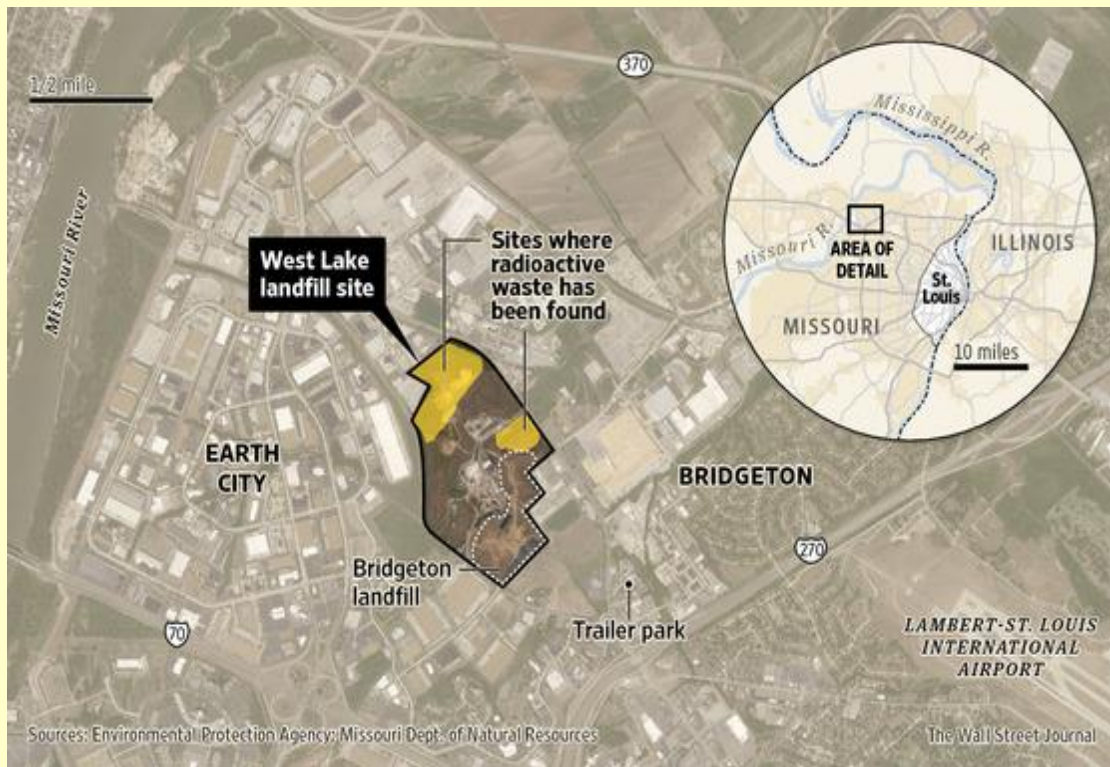 370
1/2 mile
Mississippi R.
Missouri River
West Lake
landfill site
Sites where
radioactive
waste has
been found
Missouri R.
AREA OF
DETAIL
ILLINOIS
St.
Louis
MISSOURI
10 miles
EARTH
CITY
BRIDGETON
270
Bridgeton
landfill
Trailer park
70
LAMBERT-ST. LOUIS
INTERNATIONAL
AIRPORT
Sources: Environmental Protection Agency; Missouri Dept. of Natural Resources
The Wall Street Journal